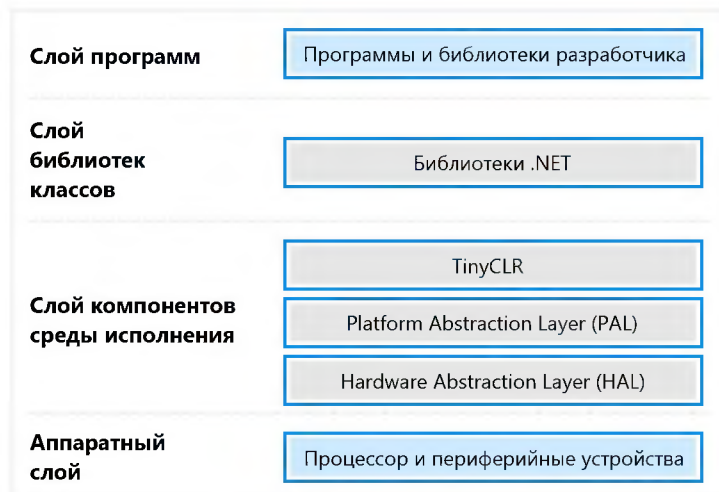 Слой программ
Программы и библиотеки разработчика
Слой
библиотек
классов
Библиотеки .NET
Слой компонентов
среды исполнения
TinyCLR
Platform Abstraction Layer (PAL)
Hardware Abstraction Layer (HAL)
Аппаратный
слой
Процессор и периферийные устройства